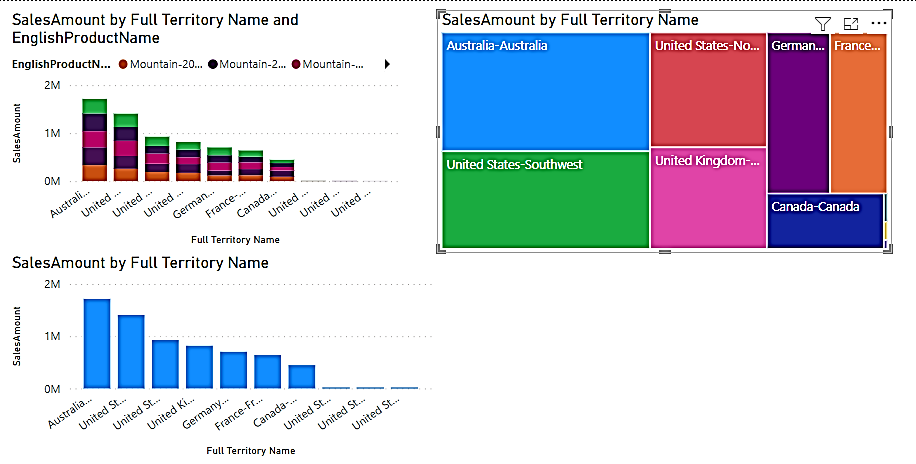 SalesAmount by Full Territory Name and
EnglishProductName
EnglishProductN... Mountain-20... Mountain-2... Mountain-...
2M
1M
0M
SalesAmount
Australi...
United ...
United ...
United ...
German...
France-...
Canada...
United ...
United ...
United ...
Full Territory Name
SalesAmount by Full Territory Name
Australia-Australia
United States-No...
German...
France...
United States-Southwest
United Kingdom-...
Canada-Canada
SalesAmount by Full Territory Name
2M
1M
0M
SalesAmount
Australia...
United St...
United St...
United Ki...
Germany...
France-Fr...
Canada-...
United St...
United St...
United St...
Full Territory Name